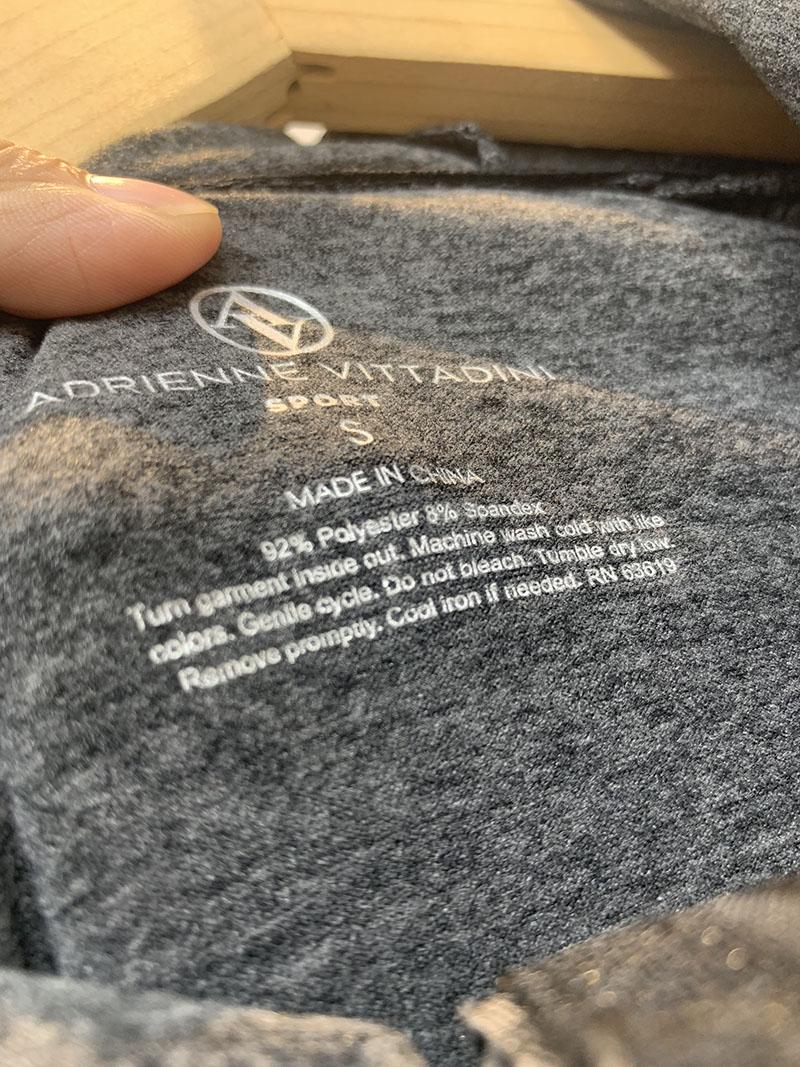 AV
ADRIENNE VITTADINI
SPORT
S
MADE IN CHINA
92% Polyester 8% Spandex
Turn garment inside out. Machine wash cold with like
colors. Gentle cycle. Do not bleach. Tumble dry low.
Remove promptly. Cool iron if needed. RN 63619